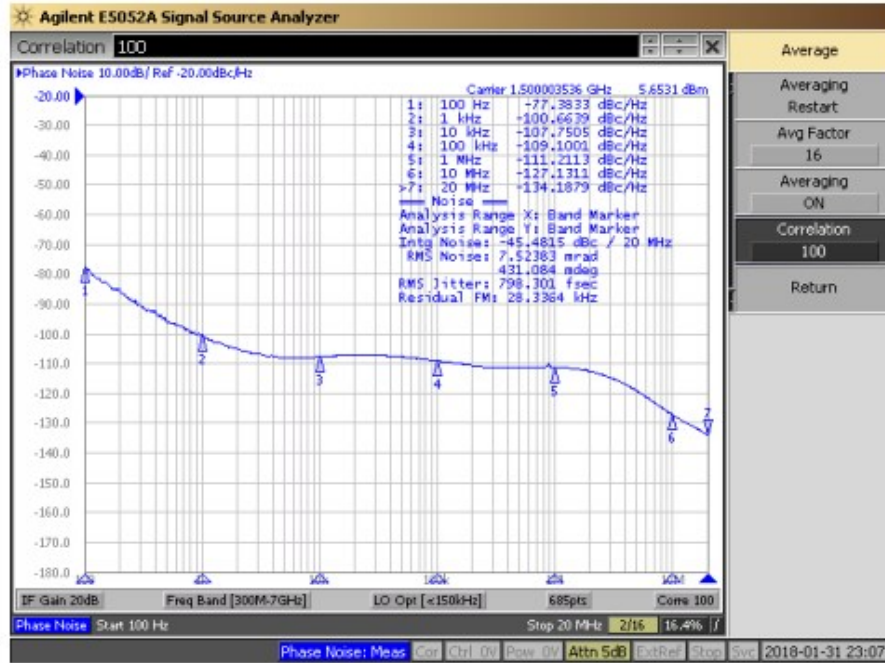 Agilent E5052A Signal Source Analyzer
Correlation 100
Phase Noise 10.00dB/ Ref -20.00dBc/Hz
Carrier 1.500003536 GHz 5.6531 dBm
1: 100 Hz -77.3833 dBc/Hz
2: 1 kHz -100.6639 dBc/Hz
3: 10 kHz -107.7505 dBc/Hz
4: 100 kHz -109.1001 dBc/Hz
5: 1 MHz -111.2113 dBc/Hz
6: 10 MHz -127.1311 dBc/Hz
>7: 20 MHz -134.1879 dBc/Hz
Noise
Analysis Range X: Band Marker
Analysis Range Y: Band Marker
Intg Noise: -45.4815 dBc / 20 MHz
RMS Noise: 7.52383 mrad
431.084 mdeg
RMS Jitter: 798.301 fsec
Residual FM: 28.3364 kHz
-20.00
-30.00
-40.00
-50.00
-60.00
-70.00
-80.00
-90.00
-100.0
-110.0
-120.0
-130.0
-140.0
-150.0
-160.0
-170.0
-180.0
1
2
3
4
5
6
7
IF Gain 20dB
Freq Band [300M-7GHz]
LO Opt [<150kHz]
685pts
Corre 100
Phase Noise Start 100 Hz
Stop 20 MHz 2/16 16.4%
Phase Noise: Meas Cor Ctrl 0V Pow 0V Attn 5dB ExtRef Stop Svc 2018-01-31 23:07
Average
Averaging
Restart
Avg Factor
16
Averaging
ON
Correlation
100
Return